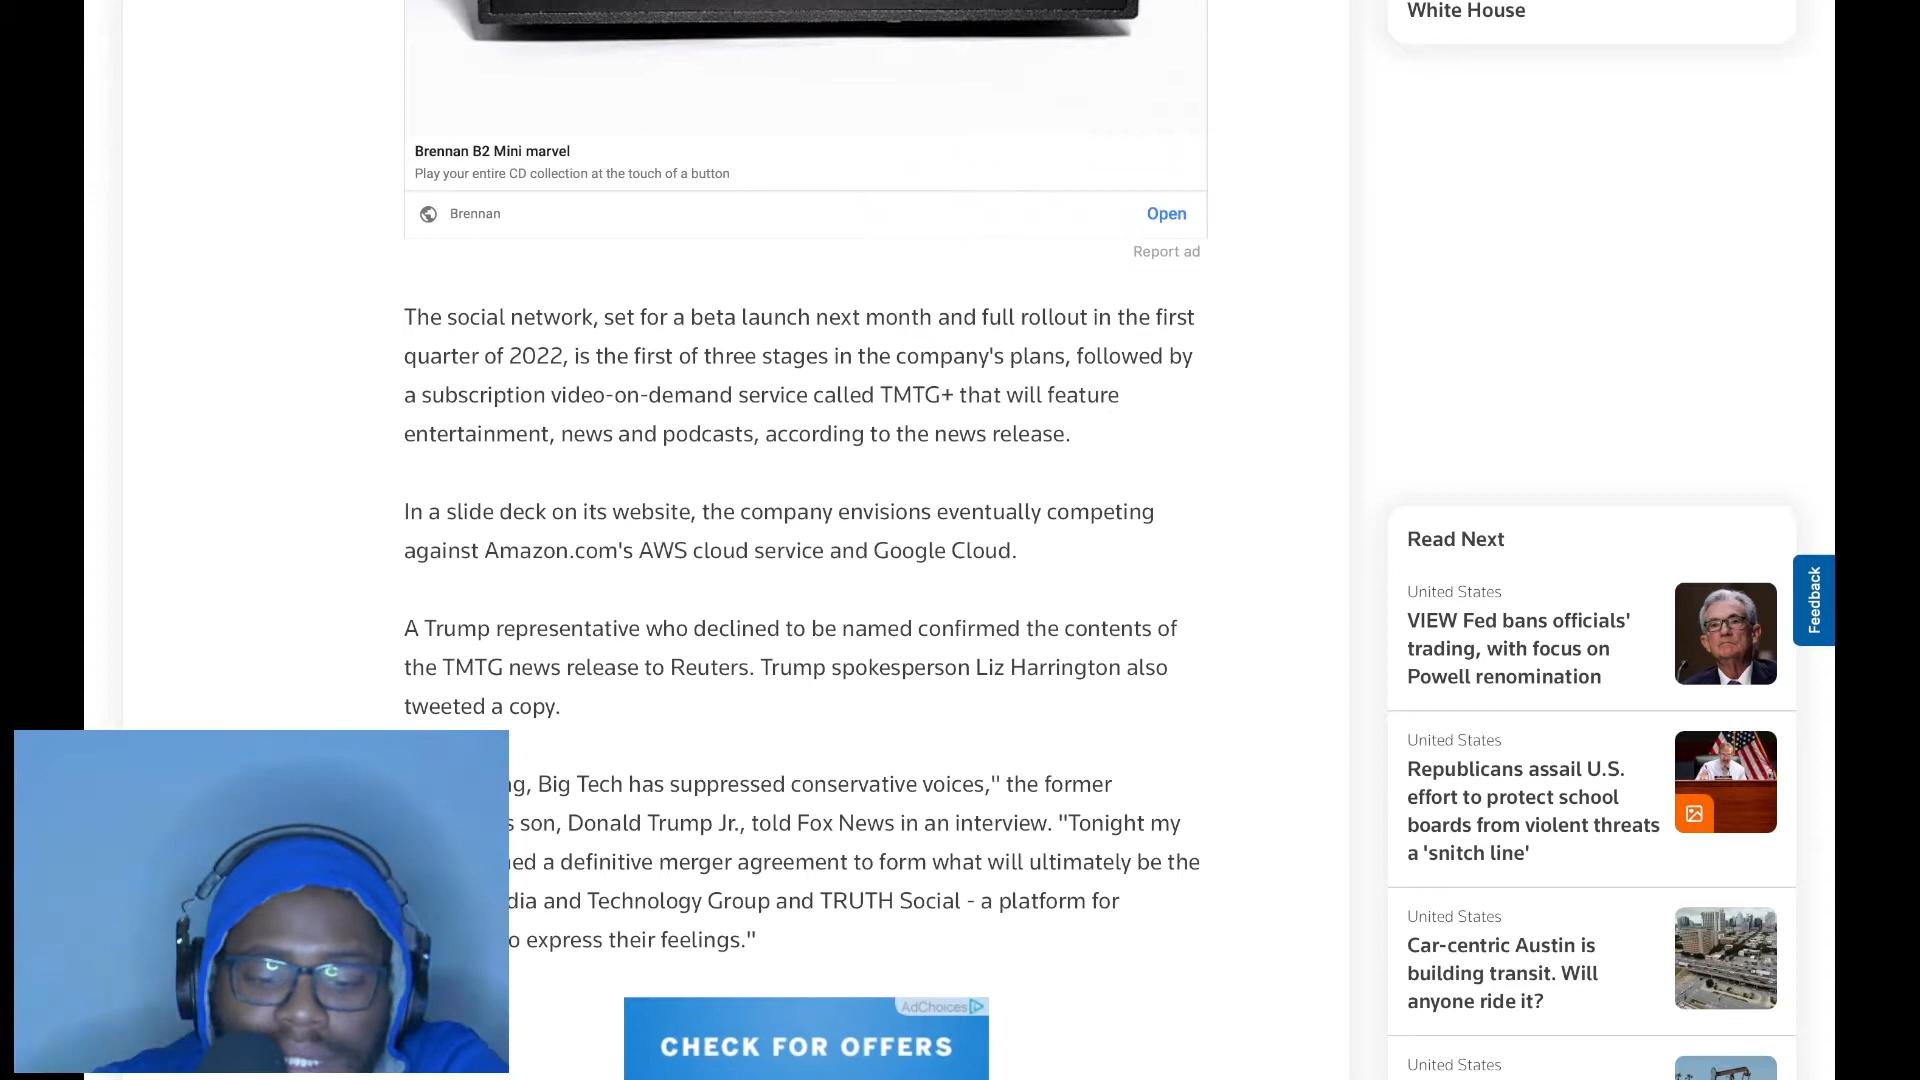 White House
Brennan B2 Mini marvel
Play your entire CD collection at the touch of a button
Brennan
Open
Report ad
The social network, set for a beta launch next month and full rollout in the first
quarter of 2022, is the first of three stages in the company's plans, followed by
a subscription video-on-demand service called TMTG+ that will feature
entertainment, news and podcasts, according to the news release.
In a slide deck on its website, the company envisions eventually competing
against Amazon.com's AWS cloud service and Google Cloud.
A Trump representative who declined to be named confirmed the contents of
the TMTG news release to Reuters. Trump spokesperson Liz Harrington also
tweeted a copy.
Big Tech has suppressed conservative voices," the former
son, Donald Trump Jr., told Fox News in an interview. "Tonight my
a definitive merger agreement to form what will ultimately be the
and Technology Group and TRUTH Social - a platform for
express their feelings."
AdChoices
CHECK FOR OFFERS
Read Next
United States
VIEW Fed bans officials'
trading, with focus on
Powell renomination
United States
Republicans assail U.S.
effort to protect school
boards from violent threats
a 'snitch line'
United States
Car-centric Austin is
building transit. Will
anyone ride it?
United States
Feedback